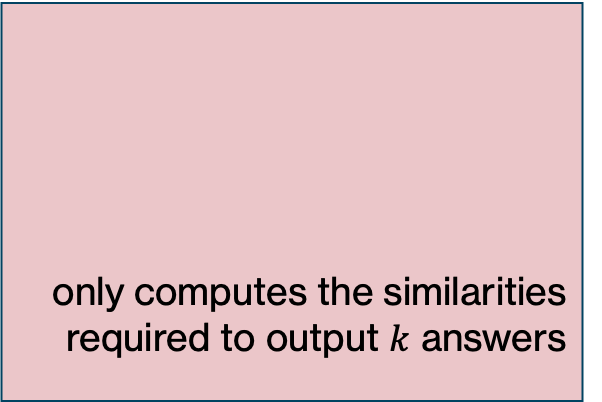 only computes the similarities
required to output k answers